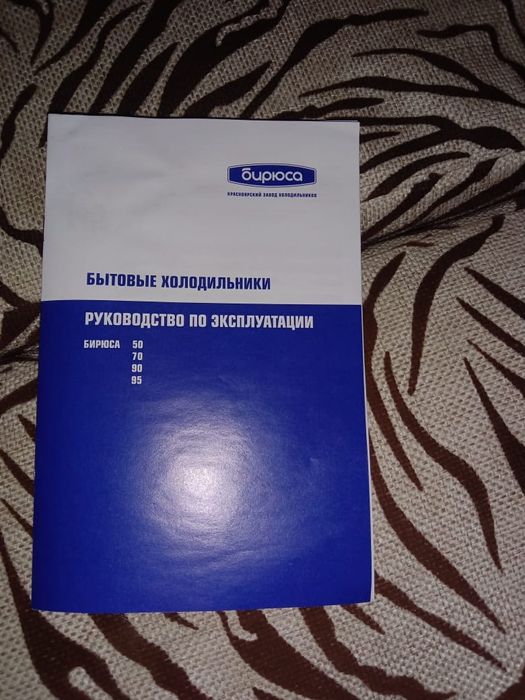 бирюса
КРАСНОЯРСКИЙ ЗАВОД ХОЛОДИЛЬНИКОВ
БЫТОВЫЕ ХОЛОДИЛЬНИКИ
РУКОВОДСТВО ПО ЭКСПЛУАТАЦИИ
БИРЮСА 50
70
90
95